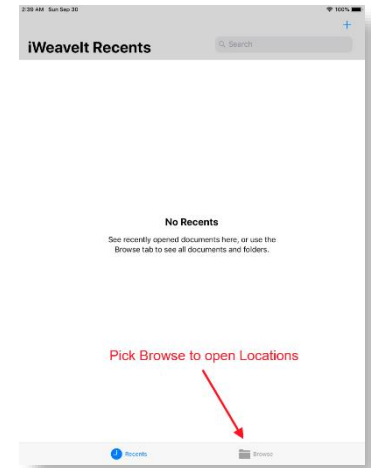 2:39 AM Sun Sep 30 100%
+
iWeaveIt Recents
Search
No Recents
See recently opened documents here, or use the
Browse tab to see all documents and folders.
Pick Browse to open Locations
Recents Browse